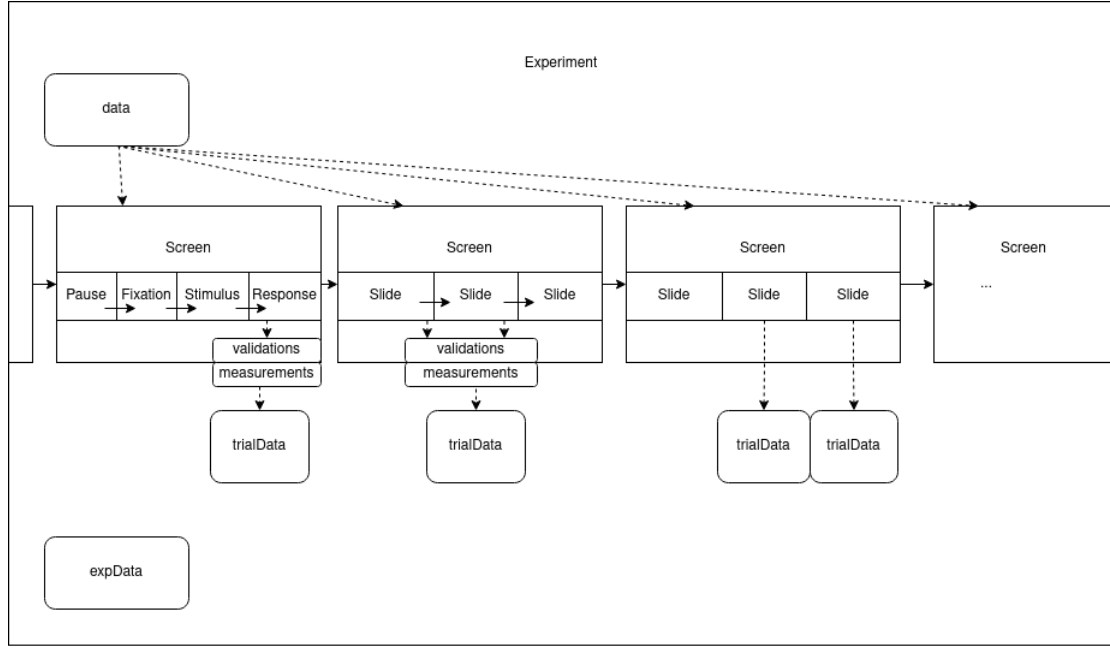 Experiment
data
Screen
Screen
Screen
Screen
Pause Fixation Stimulus Response
Slide Slide Slide
Slide Slide Slide
...
validations
measurements
validations
measurements
trialData
trialData
trialData
trialData
expData